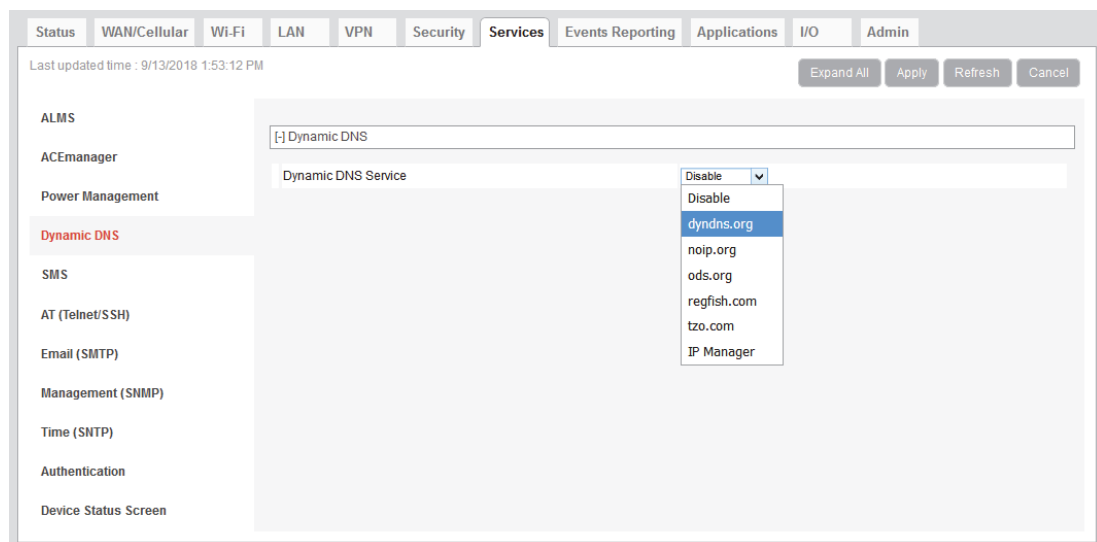 Status WAN/Cellular Wi-Fi LAN VPN Security Services Events Reporting Applications I/O Admin
Last updated time : 9/13/2018 1:53:12 PM
Expand All Apply Refresh Cancel
ALMS
ACEmanager
Power Management
Dynamic DNS
SMS
AT (Telnet/SSH)
Email (SMTP)
Management (SNMP)
Time (SNTP)
Authentication
Device Status Screen
[-] Dynamic DNS
Dynamic DNS Service Disable
Disable
dyndns.org
noip.org
ods.org
regfish.com
tzo.com
IP Manager